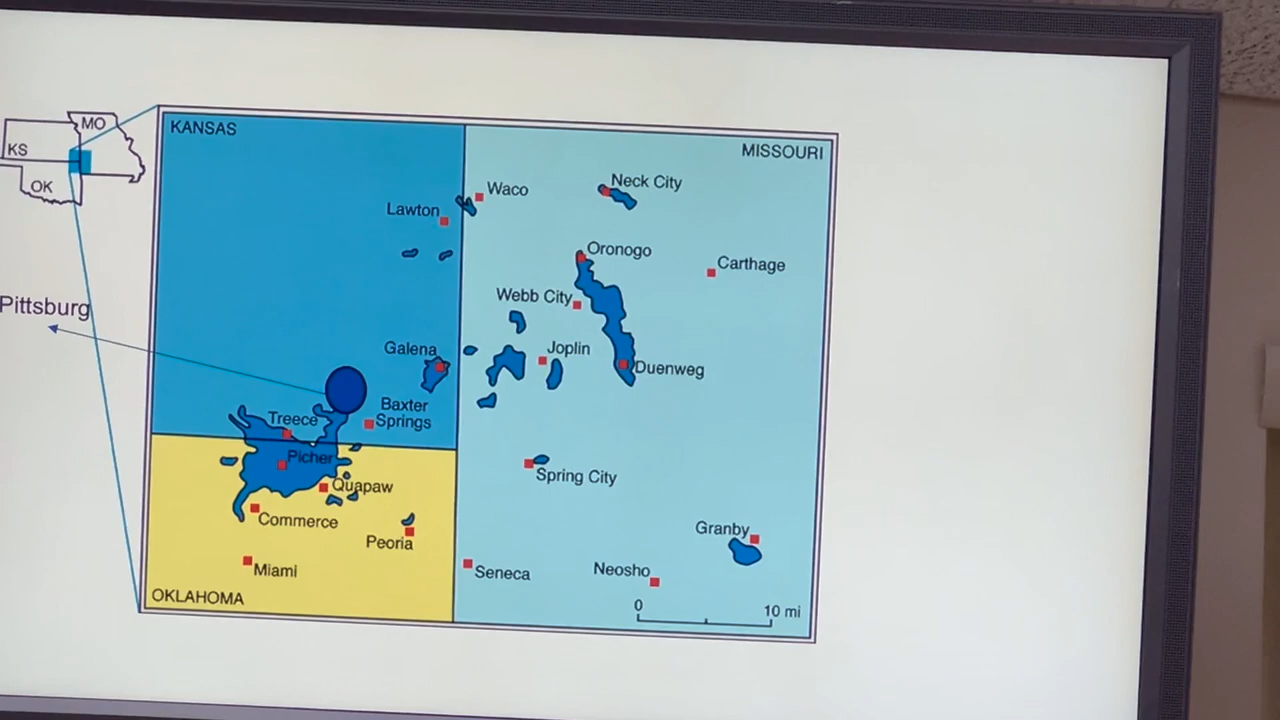 MO
KS
OK
Pittsburg
KANSAS
MISSOURI
Waco
Neck City
Lawton
Oronogo
Carthage
Webb City
Galena
Joplin
Duenweg
Baxter
Springs
Treece
Picher
Quapaw
Spring City
Commerce
Peoria
Granby
Miami
Seneca
Neosho
OKLAHOMA
0
10 mi